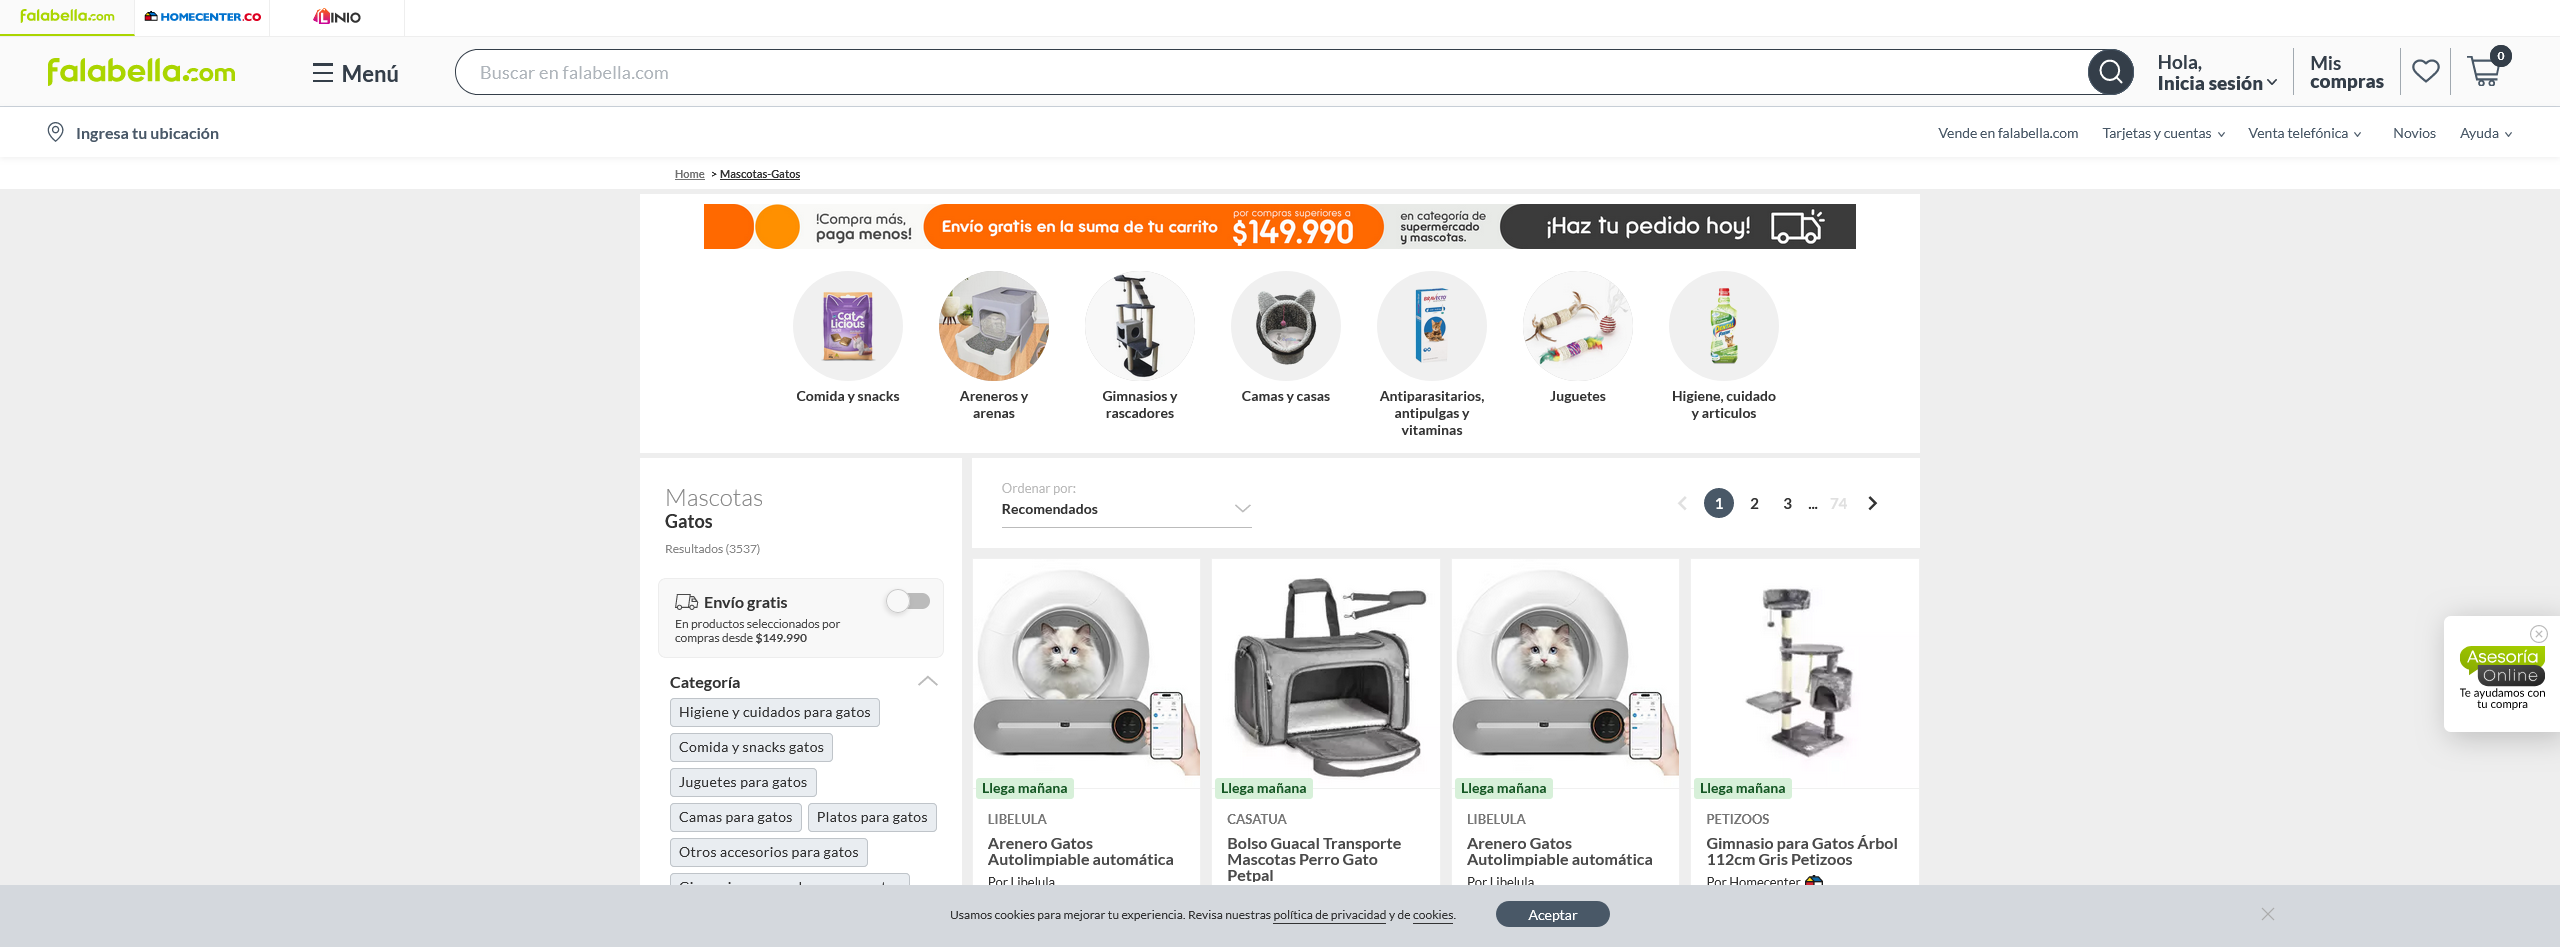 falabella.com
HOMECENTER.CO
LINIO
falabella.com
Menú
Buscar en falabella.com
Hola,
Inicia sesión
Mis
compras
0
Ingresa tu ubicación
Vende en falabella.com
Tarjetas y cuentas
Venta telefónica
Novios
Ayuda
Home > Mascotas-Gatos
!Compra más,
paga menos!
Envío gratis en la suma de tu carrito
por compras superiores a
$149.990
en categoría de
supermercado
y mascotas.
¡Haz tu pedido hoy!
Cat
Licious
BRAVECTO
DENTAL
Fresh
Comida y snacks
Areneros y
arenas
Gimnasios y
rascadores
Camas y casas
Antiparasitarios,
antipulgas y
vitaminas
Juguetes
Higiene, cuidado
y articulos
Mascotas
Gatos
Resultados (3537)
Envío gratis
En productos seleccionados por
compras desde $149.990
Categoría
Higiene y cuidados para gatos
Comida y snacks gatos
Juguetes para gatos
Camas para gatos
Platos para gatos
Otros accesorios para gatos
Ordenar por:
Recomendados
1 2 3 ... 74
Llega mañana
LIBELULA
Arenero Gatos
Autolimpiable automática
Por Libelula
Llega mañana
CASATUA
Bolso Guacal Transporte
Mascotas Perro Gato
Petpal
Llega mañana
LIBELULA
Arenero Gatos
Autolimpiable automática
Por Libelula
Llega mañana
PETIZOOS
Gimnasio para Gatos Árbol
112cm Gris Petizoos
Por Homecenter
Asesoría
Online
Te ayudamos con
tu compra
Usamos cookies para mejorar tu experiencia. Revisa nuestras política de privacidad y de cookies.
Aceptar